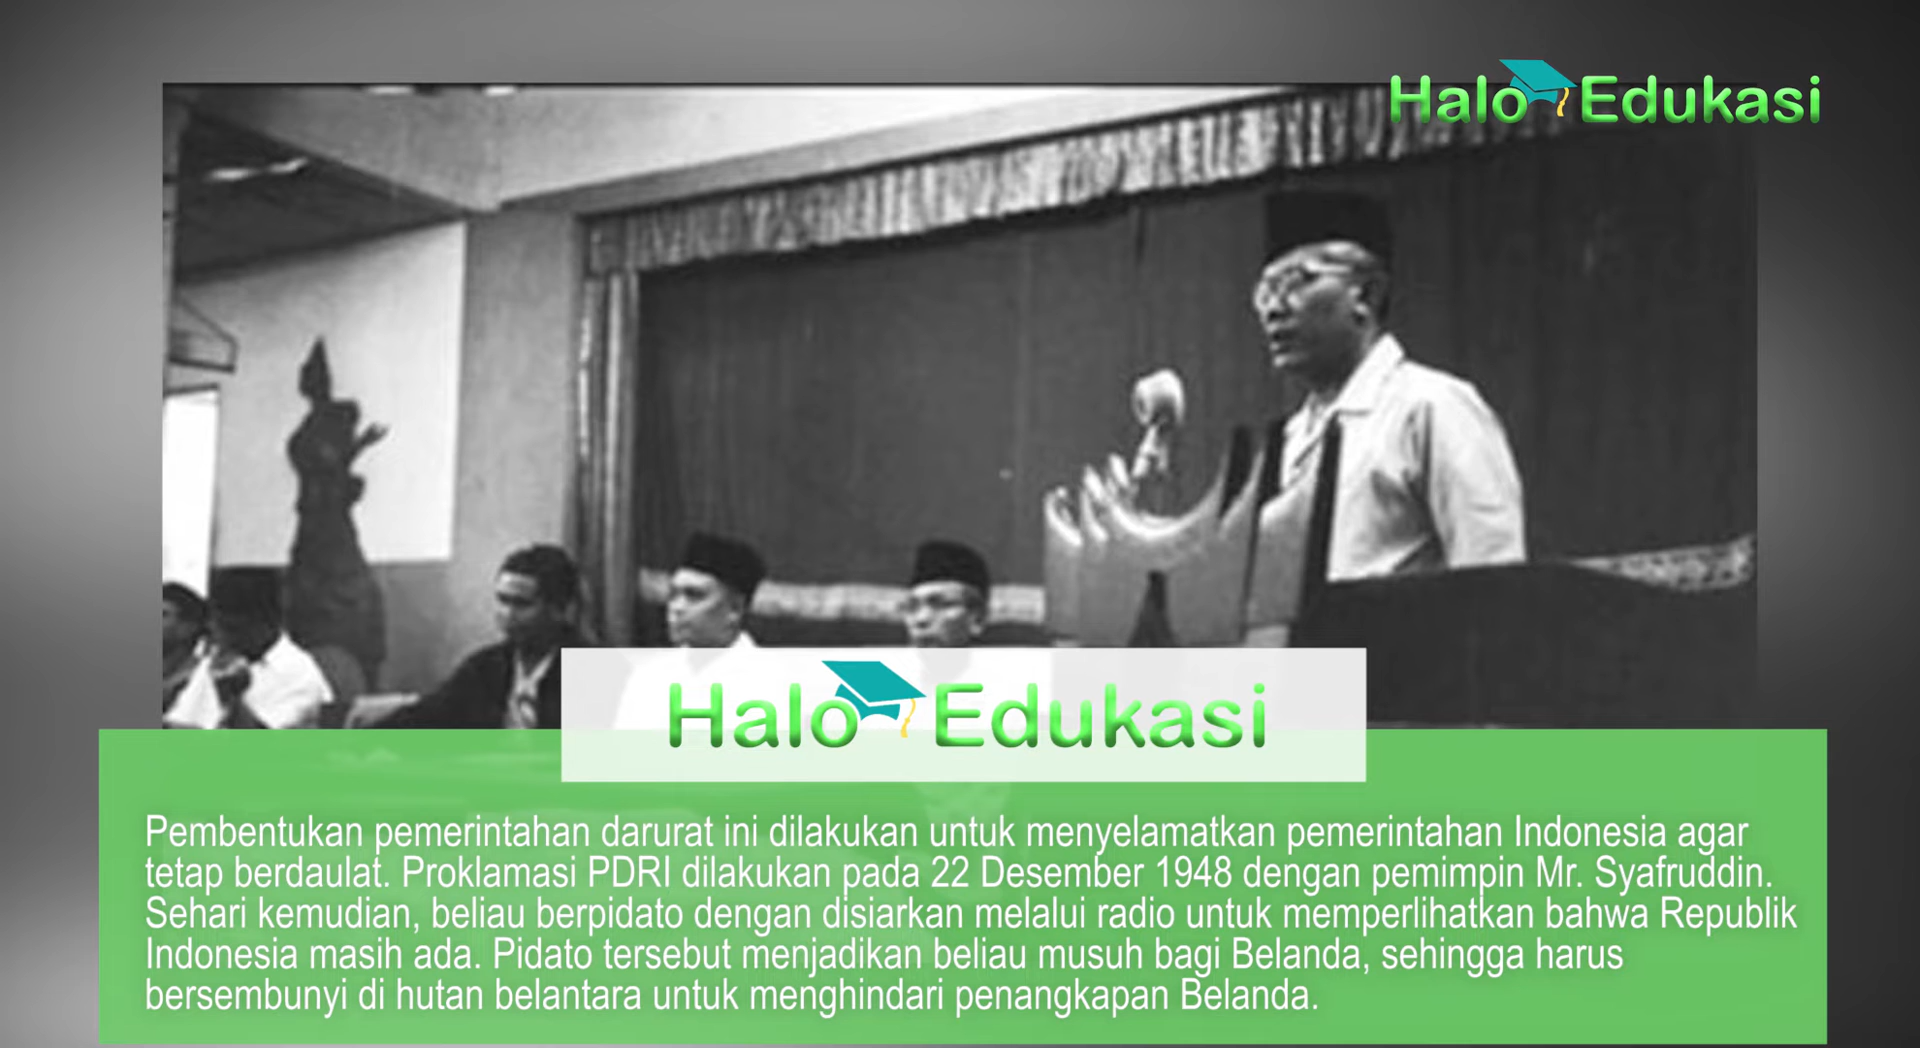 Halo Edukasi
Halo Edukasi
Pembentukan pemerintahan darurat ini dilakukan untuk menyelamatkan pemerintahan Indonesia agar
tetap berdaulat. Proklamasi PDRI dilakukan pada 22 Desember 1948 dengan pemimpin Mr. Syafruddin.
Sehari kemudian, beliau berpidato dengan disiarkan melalui radio untuk memperlihatkan bahwa Republik
Indonesia masih ada. Pidato tersebut menjadikan beliau musuh bagi Belanda, sehingga harus
bersembunyi di hutan belantara untuk menghindari penangkapan Belanda.